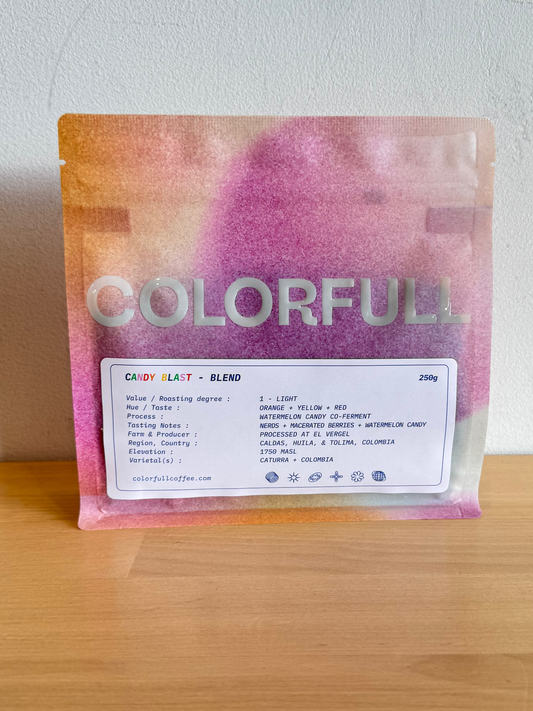 COLORFULL
CANDY BLAST - BLEND 250g
Value / Roasting degree : 1 - LIGHT
Hue / Taste : ORANGE + YELLOW + RED
Process : WATERMELON CANDY CO-FERMENT
Tasting Notes : NERDS + MACERATED BERRIES + WATERMELON CANDY
Farm & Producer : PROCESSED AT EL VERGEL
Region, Country : CALDAS, HUILA, & TOLIMA, COLOMBIA
Elevation : 1750 MASL
Varietal(s) : CATURRA + COLOMBIA
colorfullcoffee.com